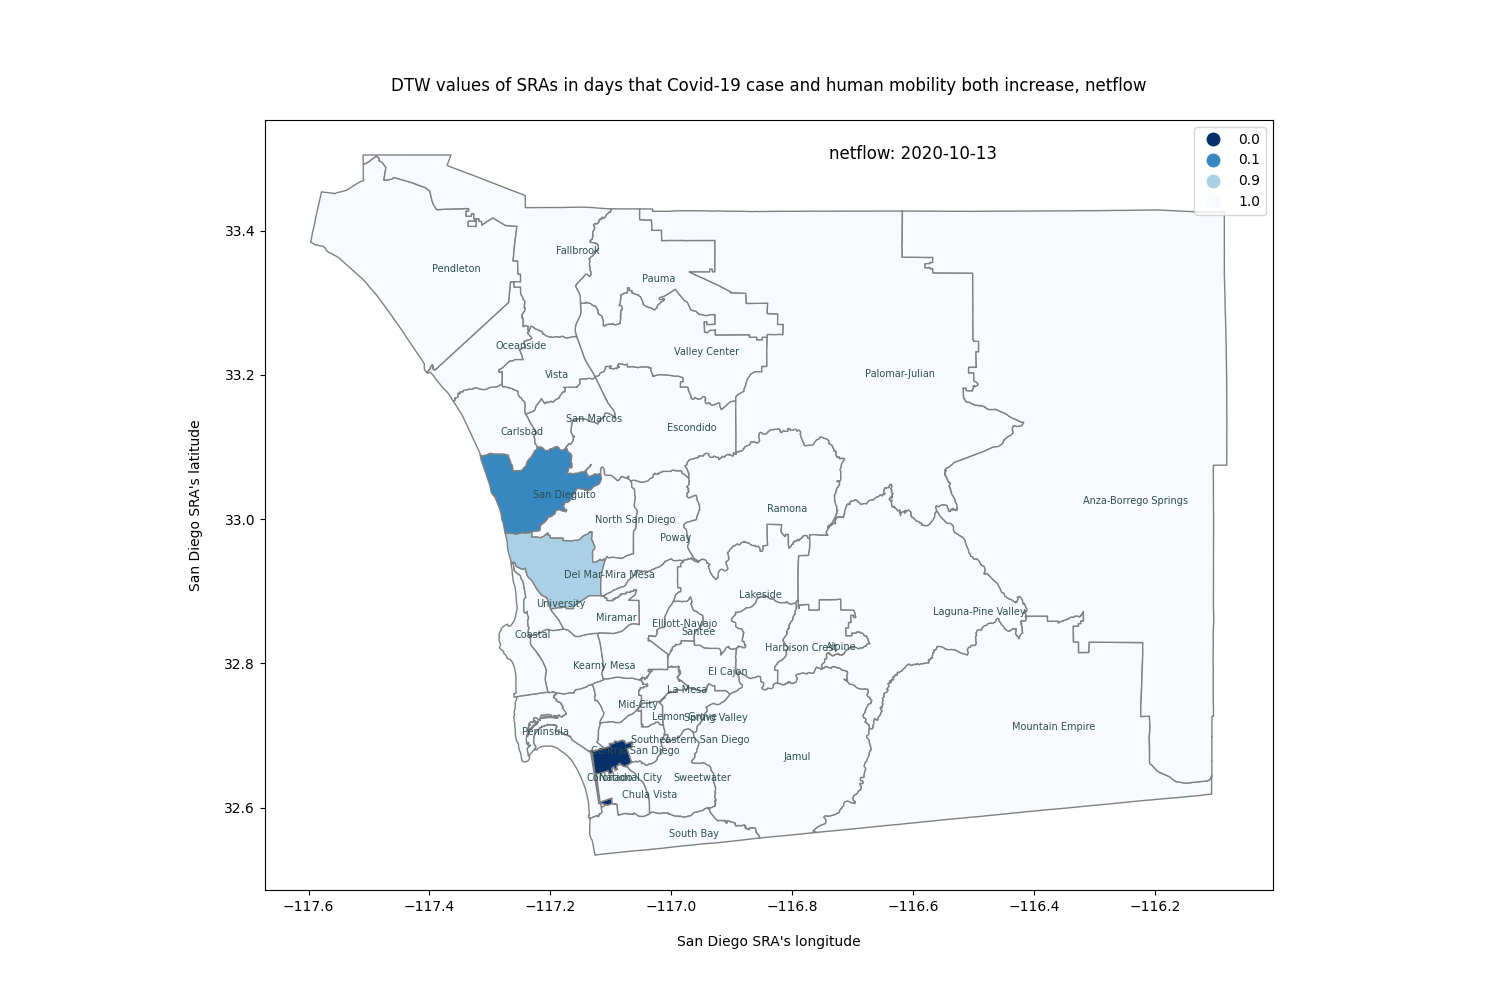 DTW values of SRAs in days that Covid-19 case and human mobility both increase, netflow
netflow: 2020-10-13
0.0
0.1
0.9
1.0
33.4
33.2
33.0
32.8
32.6
San Diego SRA's latitude
Fallbrook
Pendleton
Pauma
Oceanside
Valley Center
Vista
Palomar-Julian
San Marcos
Carlsbad
Escondido
San Dieguito
Anza-Borrego Springs
Ramona
North San Diego
Poway
Del Mar-Mira Mesa
Lakeside
University
Laguna-Pine Valley
Miramar
Elliott-Navajo
Santee
Coastal
Harbison Crest
Alpine
Kearny Mesa
El Cajon
La Mesa
Mid-City
Lemon Grove
Spring Valley
Mountain Empire
Peninsula
Southeastern San Diego
Central San Diego
Jamul
Coronado
National City
Sweetwater
Chula Vista
South Bay
−117.6
−117.4
−117.2
−117.0
−116.8
−116.6
−116.4
−116.2
San Diego SRA's longitude